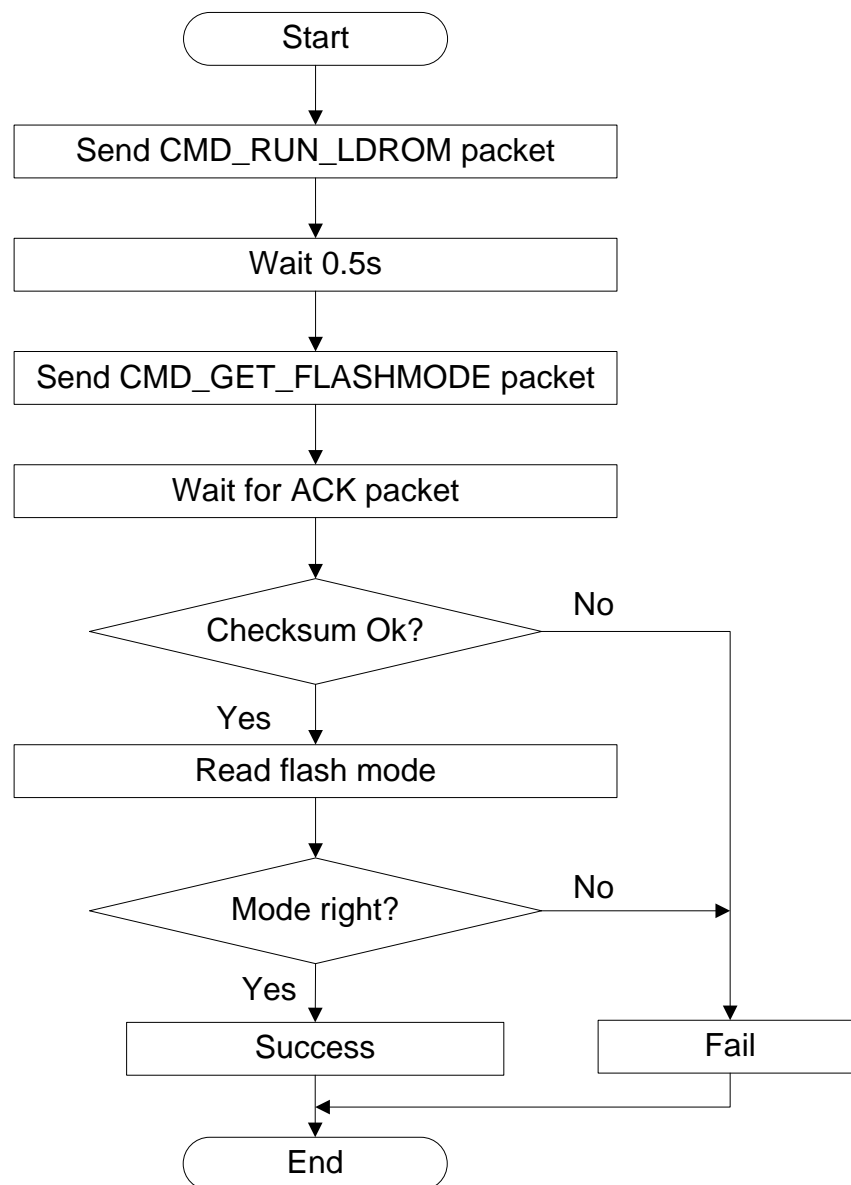 Start
Send CMD_RUN_LDROM packet
Wait 0.5s
Send CMD_GET_FLASHMODE packet
Wait for ACK packet
No
Checksum Ok?
Yes
Read flash mode
No
Mode right?
Yes
Success
Fail
End